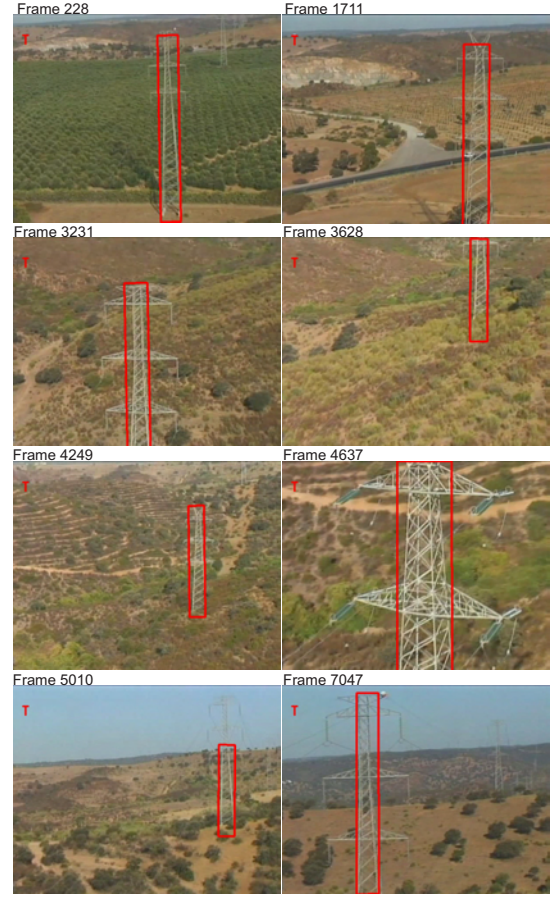 Frame 228
Frame 1711
T
T
Frame 3231
Frame 3628
T
T
Frame 4249
Frame 4637
T
T
Frame 5010
Frame 7047
T
T